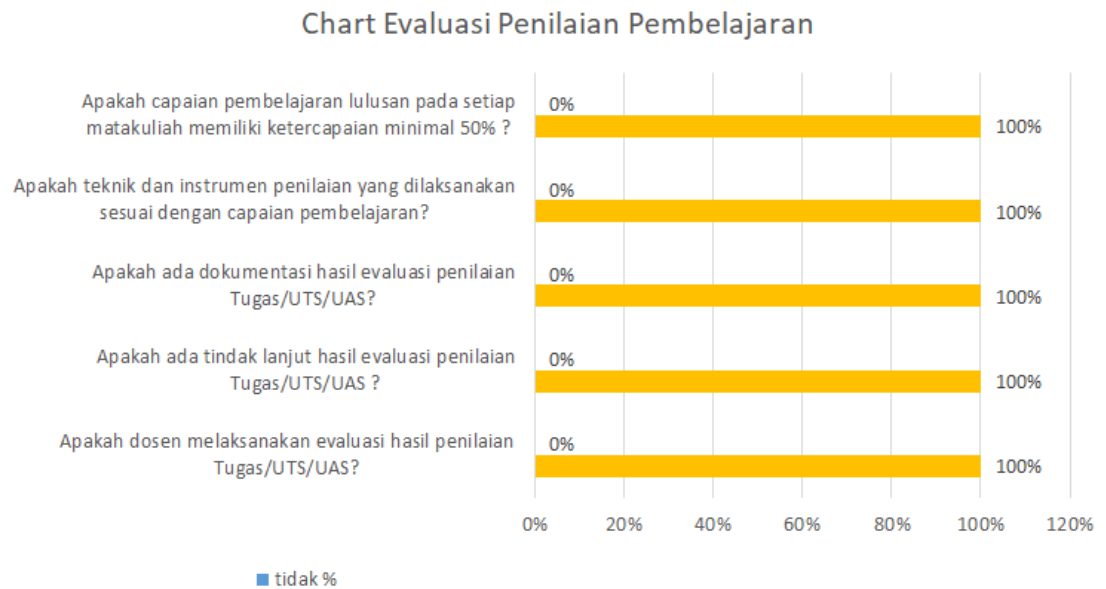 Chart Evaluasi Penilaian Pembelajaran
Apakah capaian pembelajaran lulusan pada setiap
matakuliah memiliki ketercapaian minimal 50% ?
0%
100%
Apakah teknik dan instrumen penilaian yang dilaksanakan
sesuai dengan capaian pembelajaran?
0%
100%
Apakah ada dokumentasi hasil evaluasi penilaian
Tugas/UTS/UAS?
0%
100%
Apakah ada tindak lanjut hasil evaluasi penilaian
Tugas/UTS/UAS ?
0%
100%
Apakah dosen melaksanakan evaluasi hasil penilaian
Tugas/UTS/UAS?
0%
100%
0% 20% 40% 60% 80% 100% 120%
tidak %